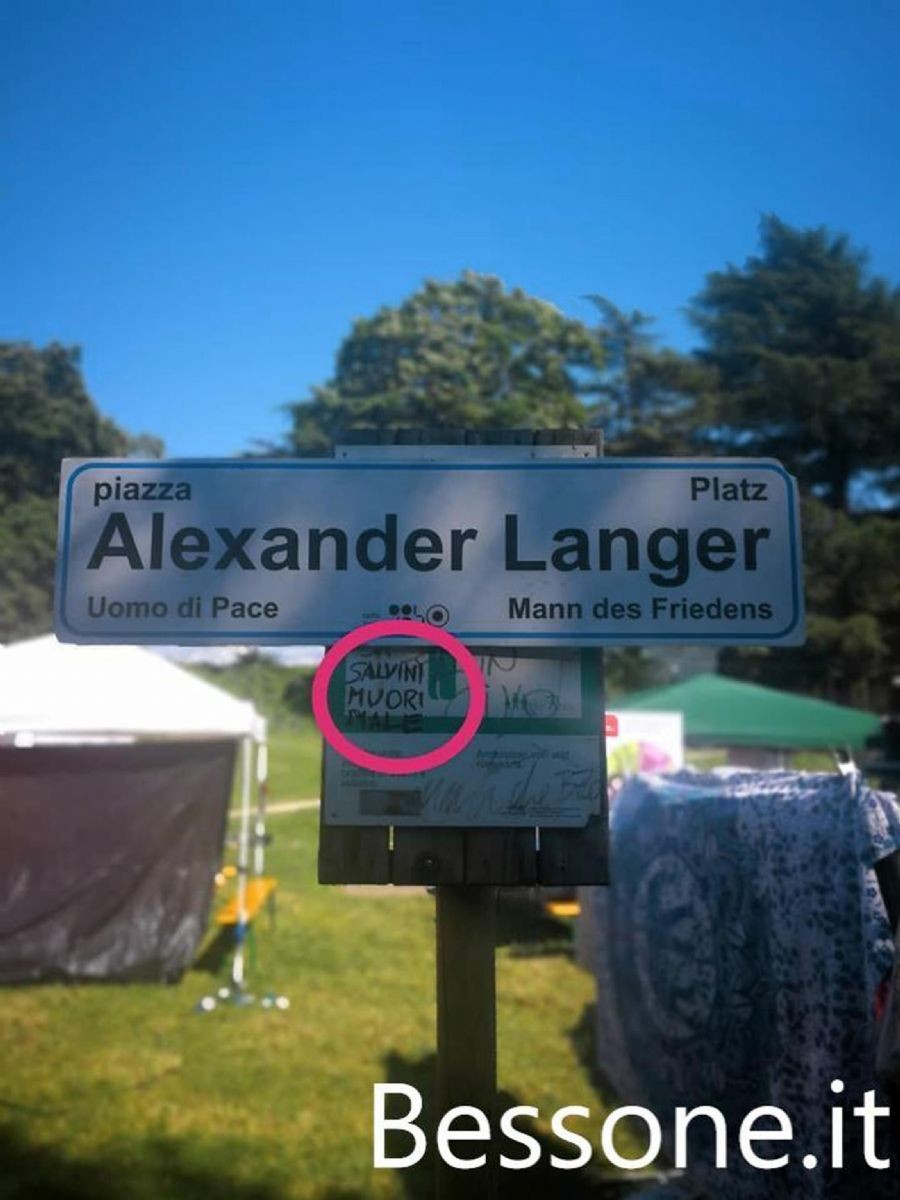 piazza Platz
Alexander Langer
Uomo di Pace Mann des Friedens
SALVINI
MUORI
MALE
Bessone.it